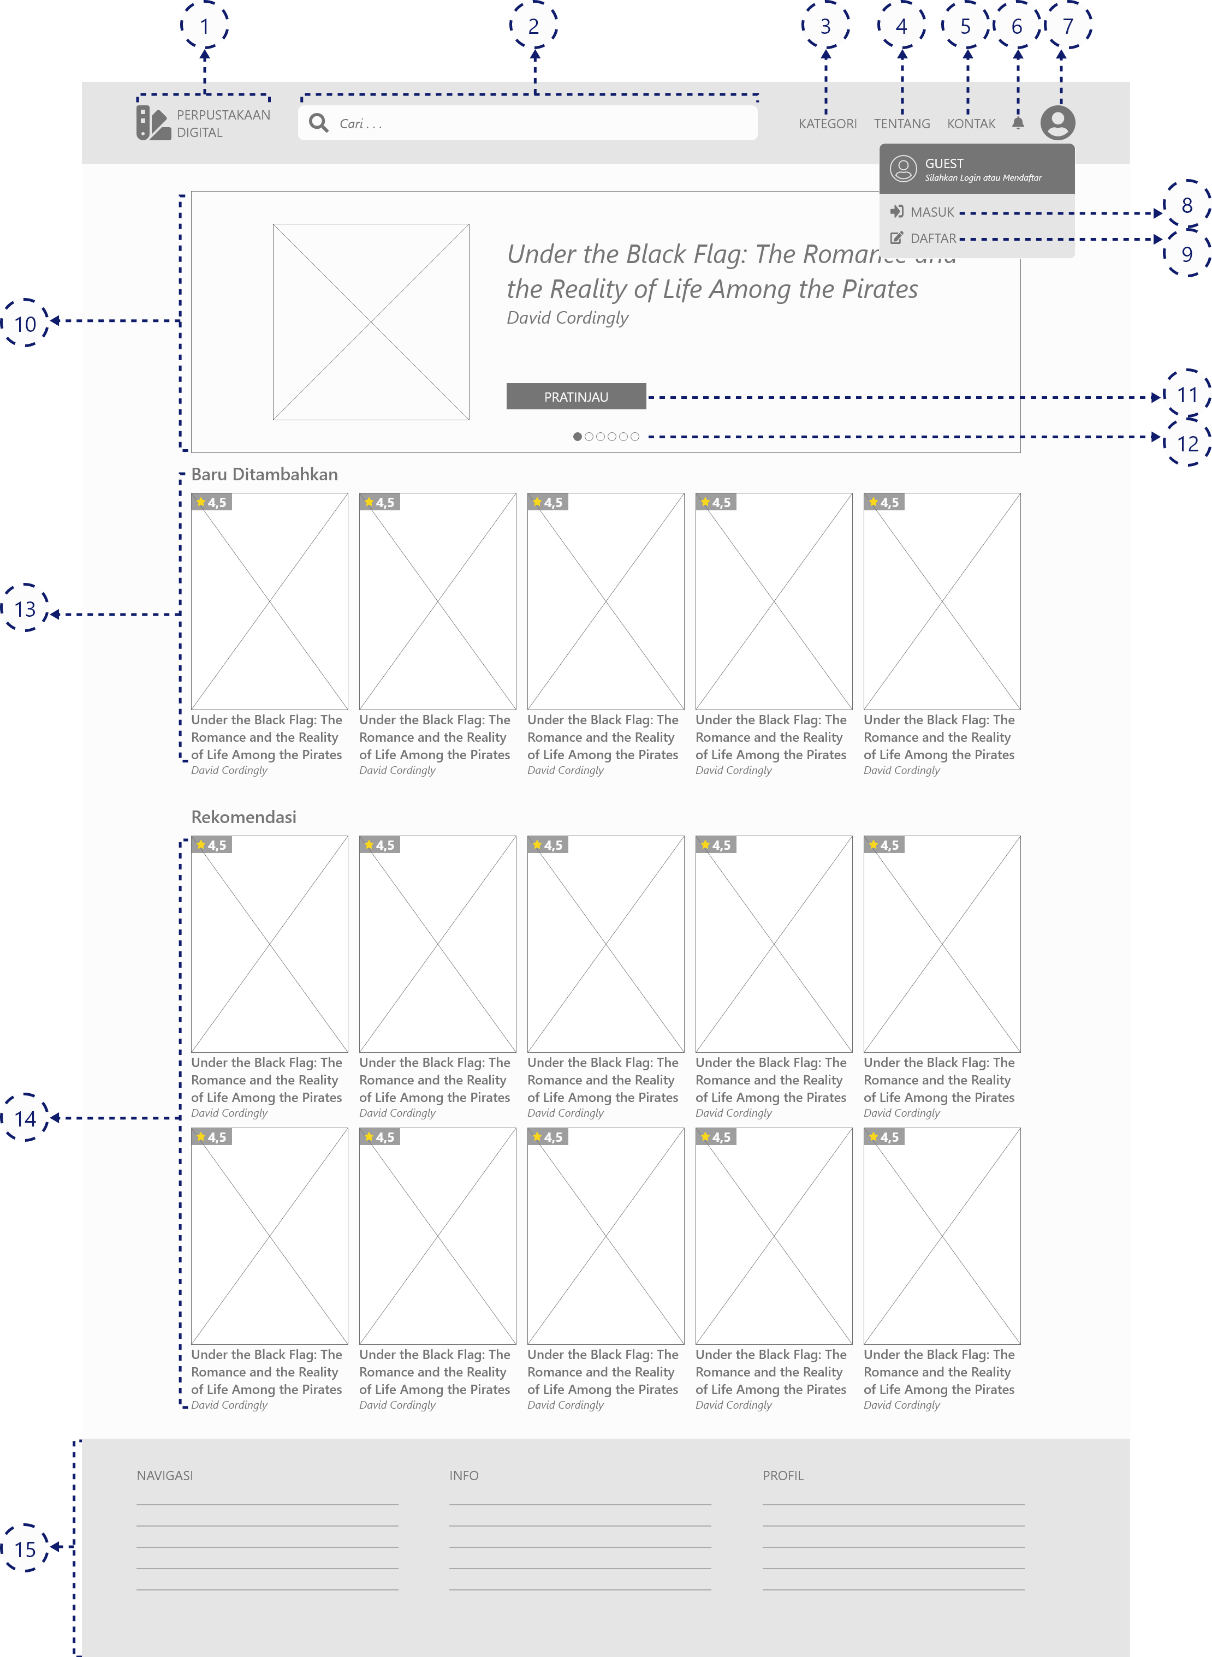 1
2
3
4
5
6
7
PERPUSTAKAAN
DIGITAL
Cari . . .
KATEGORI
TENTANG
KONTAK
GUEST
Silahkan Login atau Mendaftar
MASUK
8
DAFTAR
9
Under the Black Flag: The Romance and
the Reality of Life Among the Pirates
David Cordingly
10
PRATINJAU
11
12
Baru Ditambahkan
4,5 4,5 4,5 4,5 4,5
13
Under the Black Flag: The Under the Black Flag: The Under the Black Flag: The Under the Black Flag: The Under the Black Flag: The
Romance and the Reality Romance and the Reality Romance and the Reality Romance and the Reality Romance and the Reality
of Life Among the Pirates of Life Among the Pirates of Life Among the Pirates of Life Among the Pirates of Life Among the Pirates
David Cordingly David Cordingly David Cordingly David Cordingly David Cordingly
Rekomendasi
4,5 4,5 4,5 4,5 4,5
Under the Black Flag: The Under the Black Flag: The Under the Black Flag: The Under the Black Flag: The Under the Black Flag: The
Romance and the Reality Romance and the Reality Romance and the Reality Romance and the Reality Romance and the Reality
of Life Among the Pirates of Life Among the Pirates of Life Among the Pirates of Life Among the Pirates of Life Among the Pirates
David Cordingly David Cordingly David Cordingly David Cordingly David Cordingly
14
4,5 4,5 4,5 4,5 4,5
Under the Black Flag: The Under the Black Flag: The Under the Black Flag: The Under the Black Flag: The Under the Black Flag: The
Romance and the Reality Romance and the Reality Romance and the Reality Romance and the Reality Romance and the Reality
of Life Among the Pirates of Life Among the Pirates of Life Among the Pirates of Life Among the Pirates of Life Among the Pirates
David Cordingly David Cordingly David Cordingly David Cordingly David Cordingly
NAVIGASI
INFO
PROFIL
15